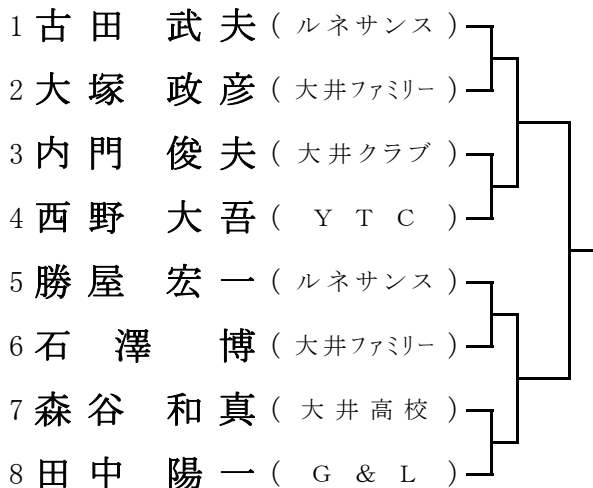 1 古田 武夫 ( ルネサンス )
2 大塚 政彦 ( 大井ファミリー )
3 内門 俊夫 ( 大井クラブ )
4 西野 大吾 ( YTC )
5 勝屋 宏一 ( ルネサンス )
6 石澤 博 ( 大井ファミリー )
7 森谷 和真 ( 大井高校 )
8 田中 陽一 ( G&L )